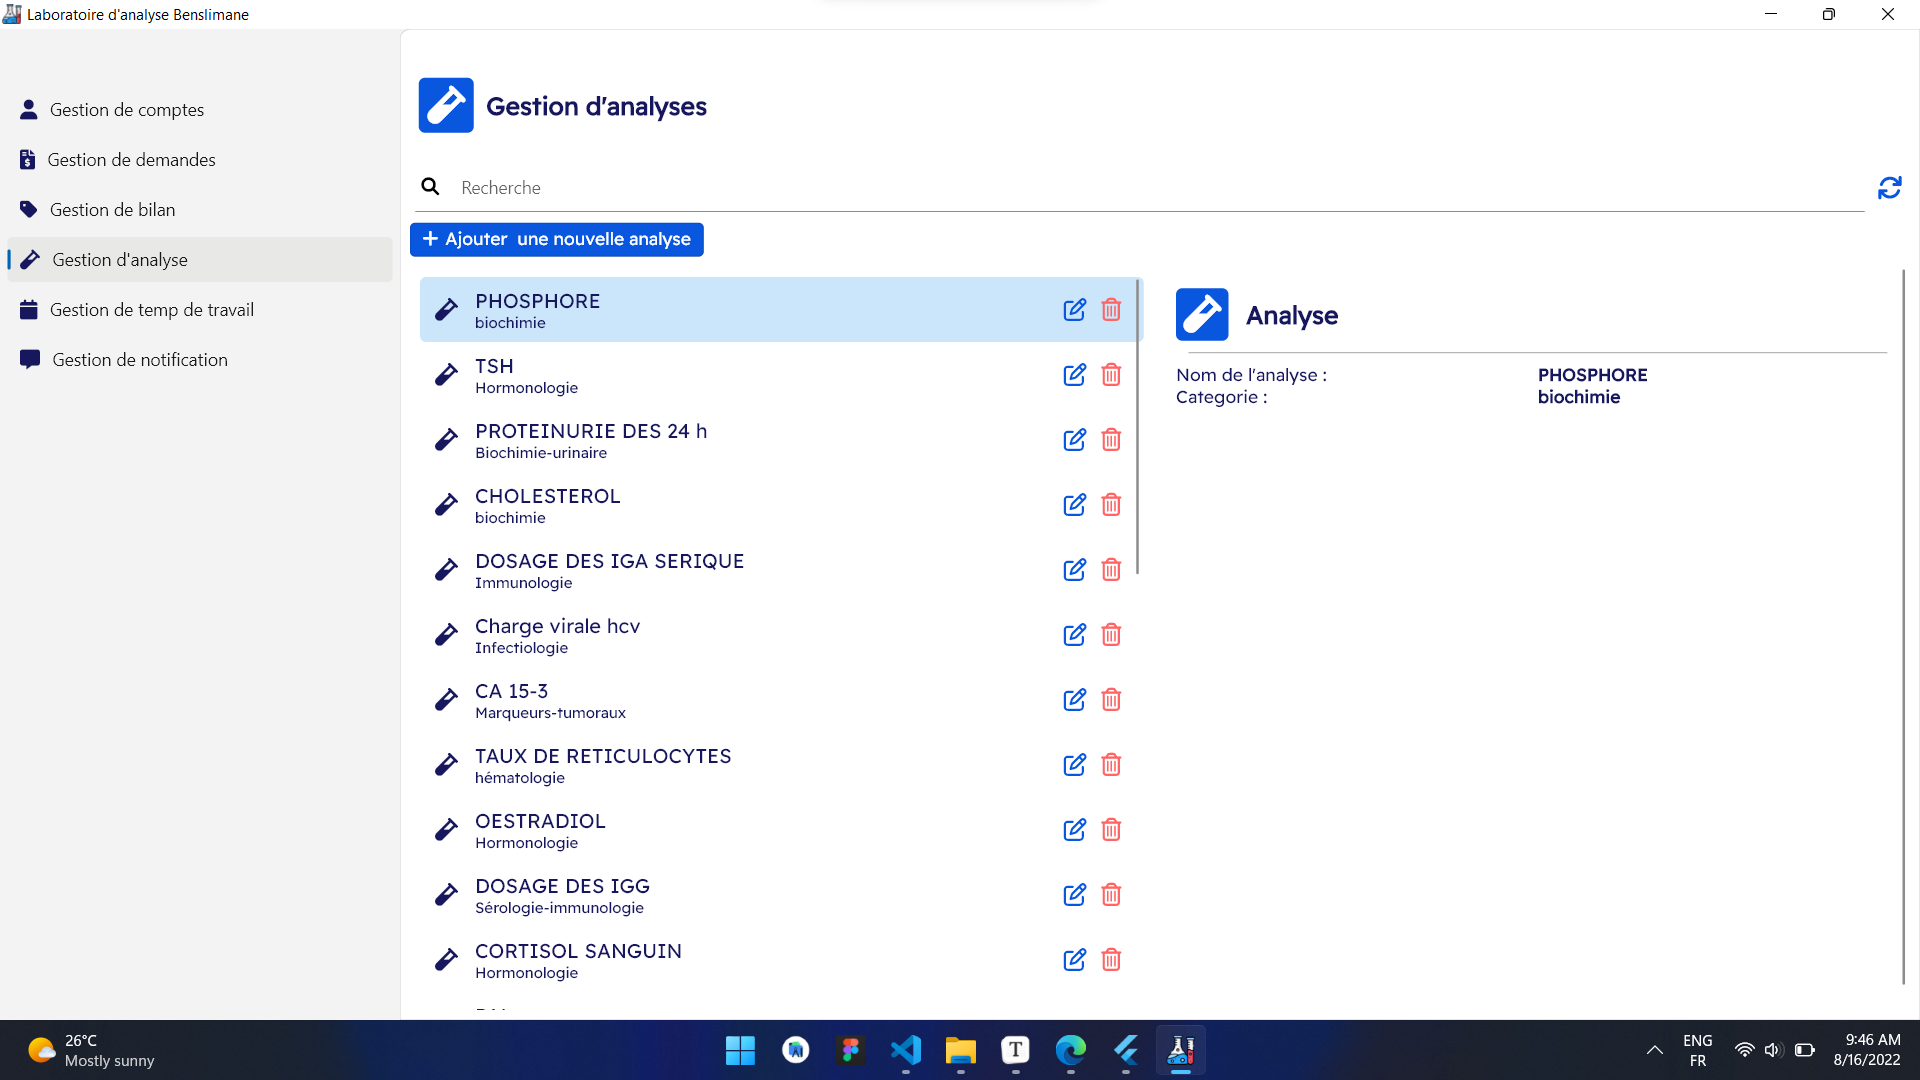 Laboratoire d'analyse Benslimane
Gestion de comptes
Gestion de demandes
Gestion de bilan
Gestion d'analyse
Gestion de temp de travail
Gestion de notification
Gestion d'analyses
Recherche
+ Ajouter une nouvelle analyse
PHOSPHORE
biochimie
TSH
Hormonologie
PROTEINURIE DES 24 h
Biochimie-urinaire
CHOLESTEROL
biochimie
DOSAGE DES IGA SERIQUE
Immunologie
Charge virale hcv
Infectiologie
CA 15-3
Marqueurs-tumoraux
TAUX DE RETICULOCYTES
hématologie
OESTRADIOL
Hormonologie
DOSAGE DES IGG
Sérologie-immunologie
CORTISOL SANGUIN
Hormonologie
Analyse
Nom de l'analyse : PHOSPHORE
Categorie : biochimie
26°C
Mostly sunny
T
ENG
FR
9:46 AM
8/16/2022